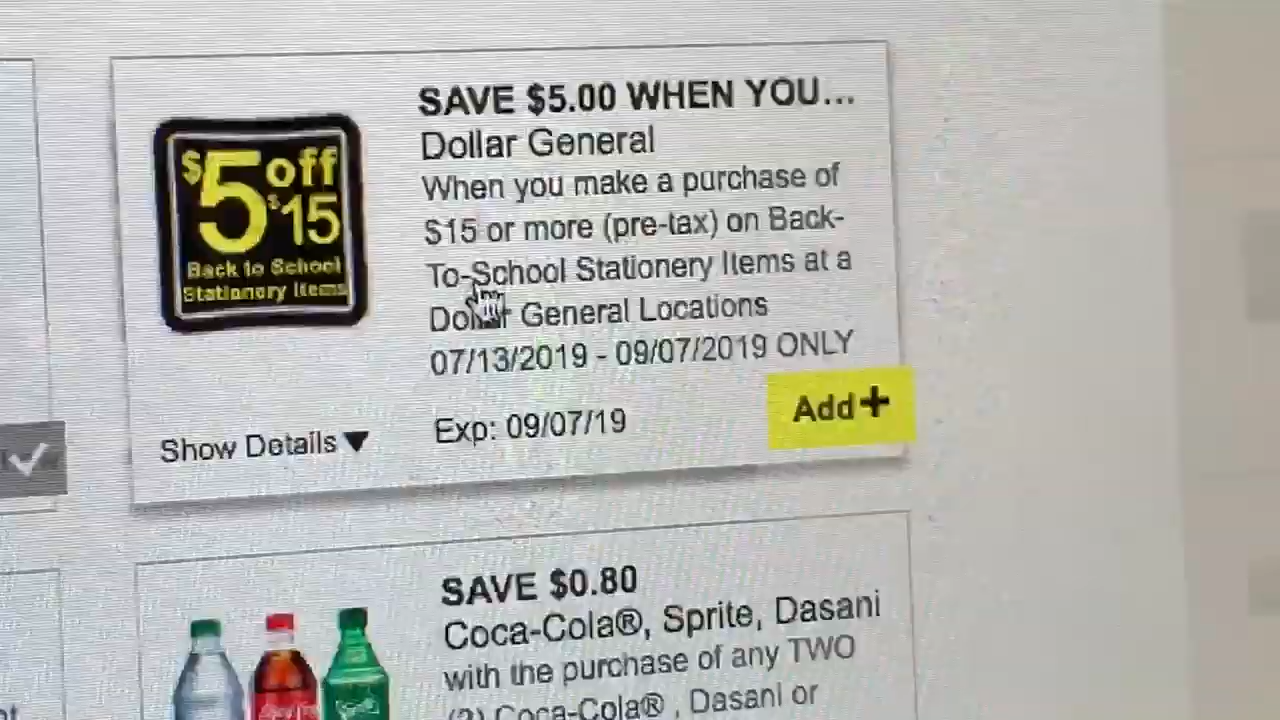 SAVE $5.00 WHEN YOU...
Dollar General
When you make a purchase of
$15 or more (pre-tax) on Back-
To-School Stationery Items at a
Dollar General Locations
07/13/2019 - 09/07/2019 ONLY
Exp: 09/07/19
Add+
Show Details
$5 off
$15
Back to School
Stationary Items
SAVE $0.80
Coca-Cola®, Sprite, Dasani
with the purchase of any TWO
(2) Coca-Cola® , Dasani or